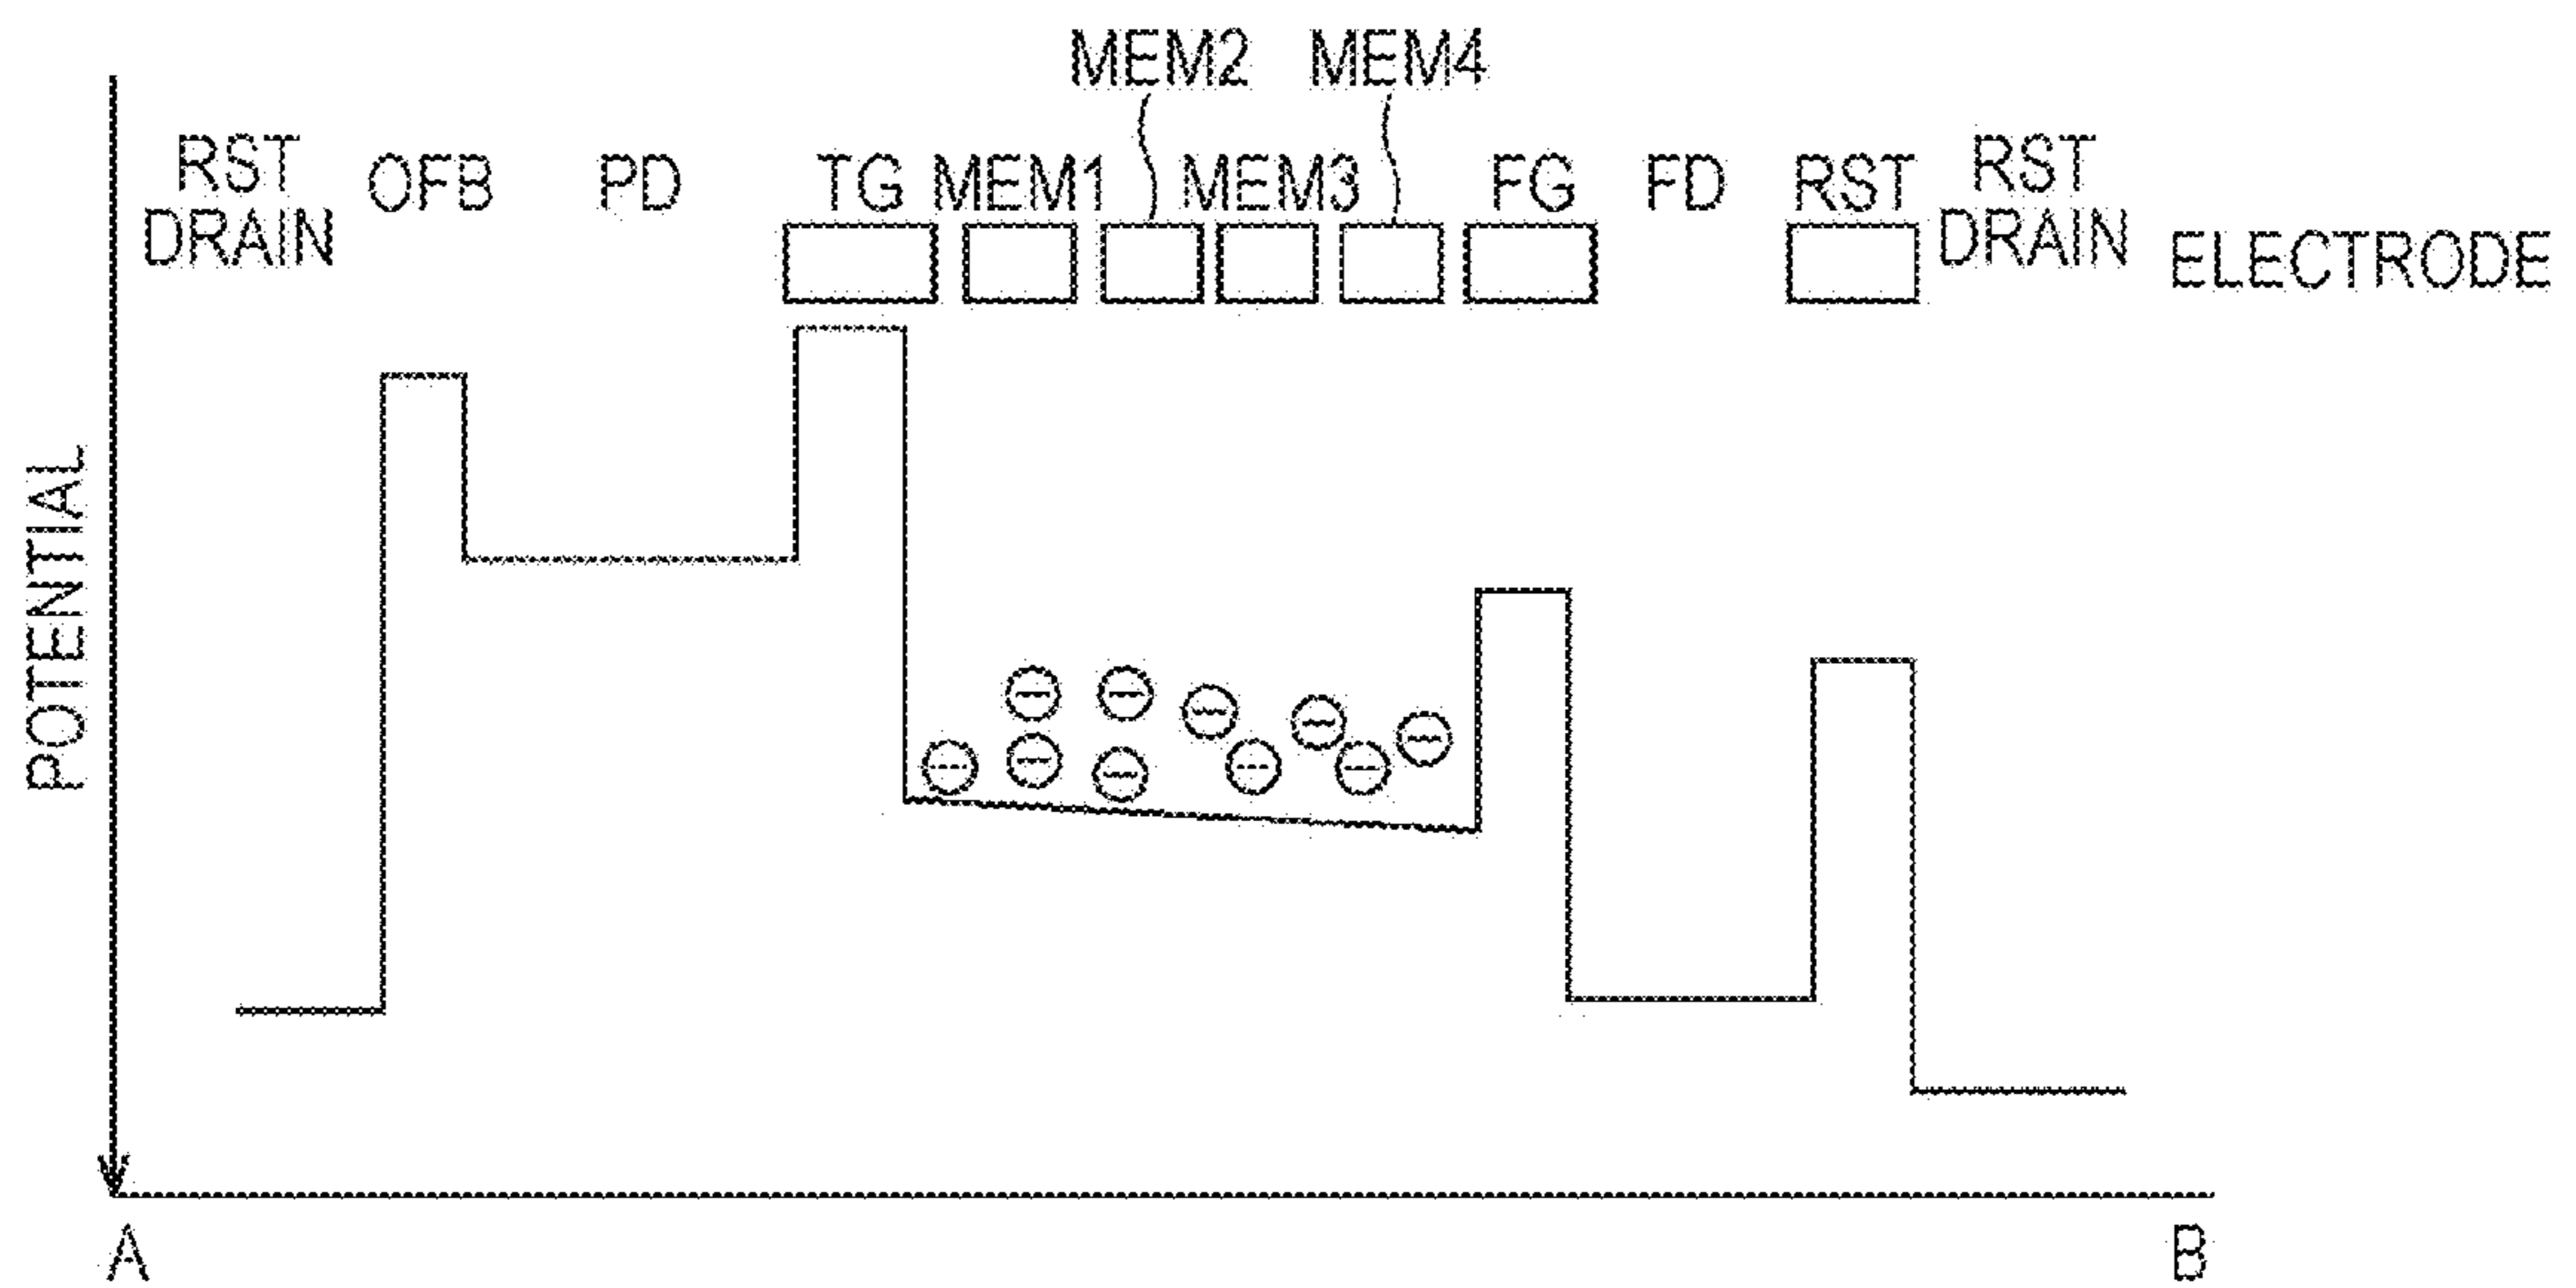 MEM2 MEM4
RST DRAIN OFB PD TG MEM1 MEM3 FG FD RST RST DRAIN
ELECTRODE
POTENTIAL
A B